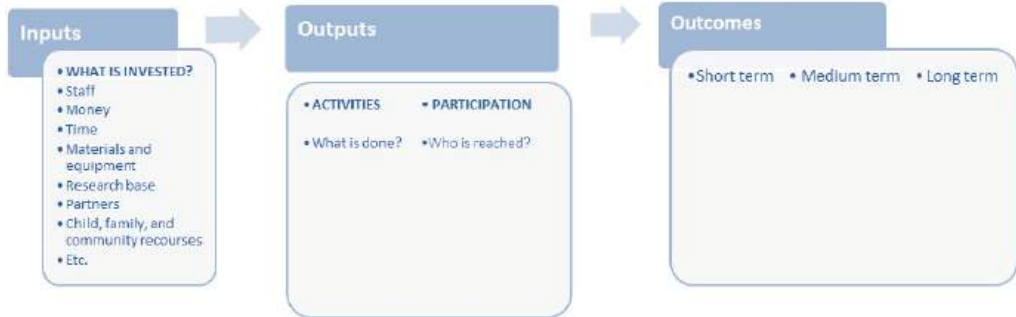 Inputs
• WHAT IS INVESTED?
• Staff
• Money
• Time
• Materials and
equipment
• Research base
• Partners
• Child, family, and
community recourses
• Etc.
Outputs
• ACTIVITIES • PARTICIPATION
• What is done? • Who is reached?
Outcomes
• Short term • Medium term • Long term